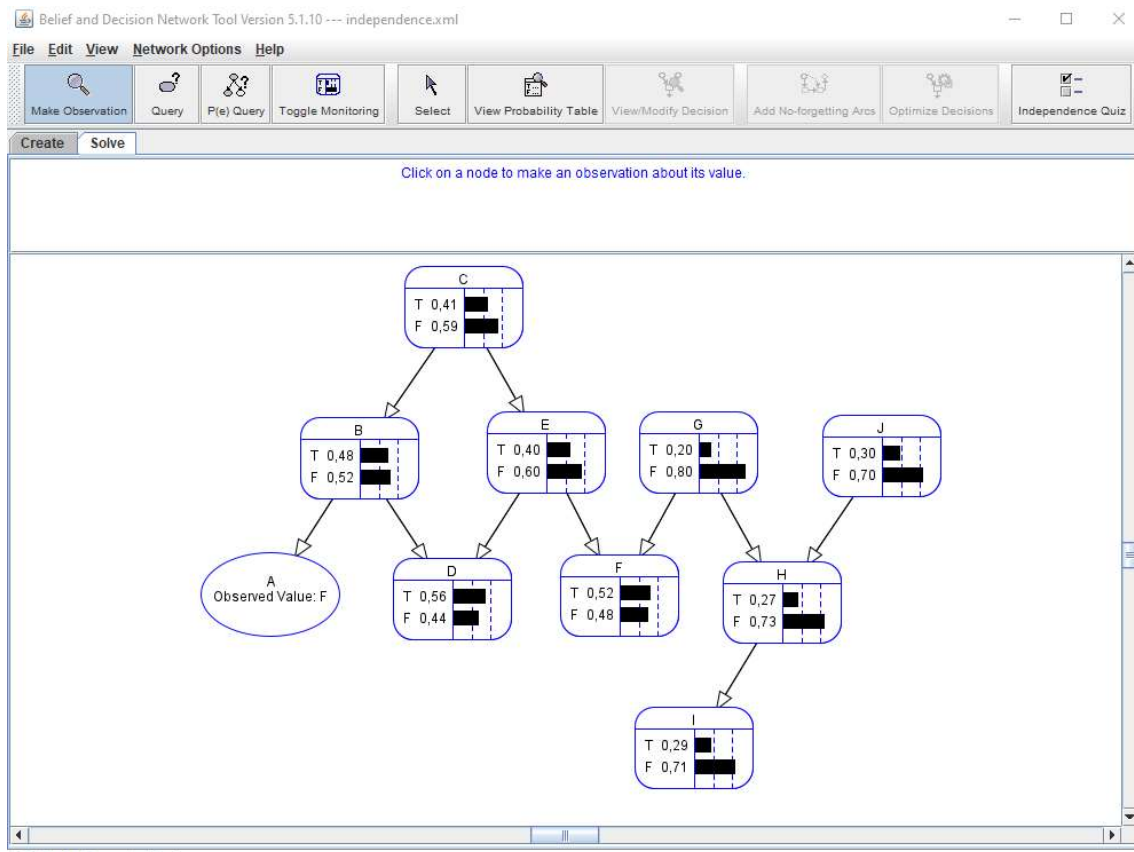 Belief and Decision Network Tool Version 5.1.10 --- independence.xml
File Edit View Network Options Help
Make Observation Query P(e) Query Toggle Monitoring Select View Probability Table View/Modify Decision Add No-forgetting Arcs Optimize Decisions Independence Quiz
Create Solve
Click on a node to make an observation about its value.
C
T 0,41
F 0,59
B
T 0,48
F 0,52
E
T 0,40
F 0,60
G
T 0,20
F 0,80
J
T 0,30
F 0,70
A
Observed Value: F
D
T 0,56
F 0,44
F
T 0,52
F 0,48
H
T 0,27
F 0,73
I
T 0,29
F 0,71